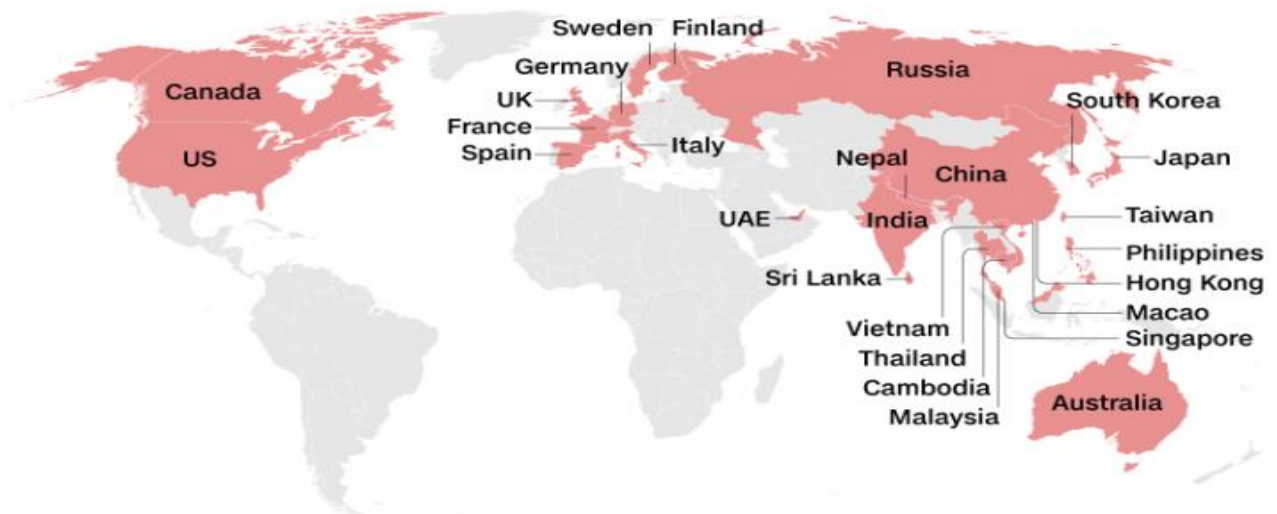 Sweden
Finland
Germany
Russia
Canada
UK
South Korea
France
Italy
Spain
US
Nepal
Japan
China
UAE
India
Taiwan
Philippines
Sri Lanka
Hong Kong
Macao
Vietnam
Singapore
Thailand
Cambodia
Australia
Malaysia